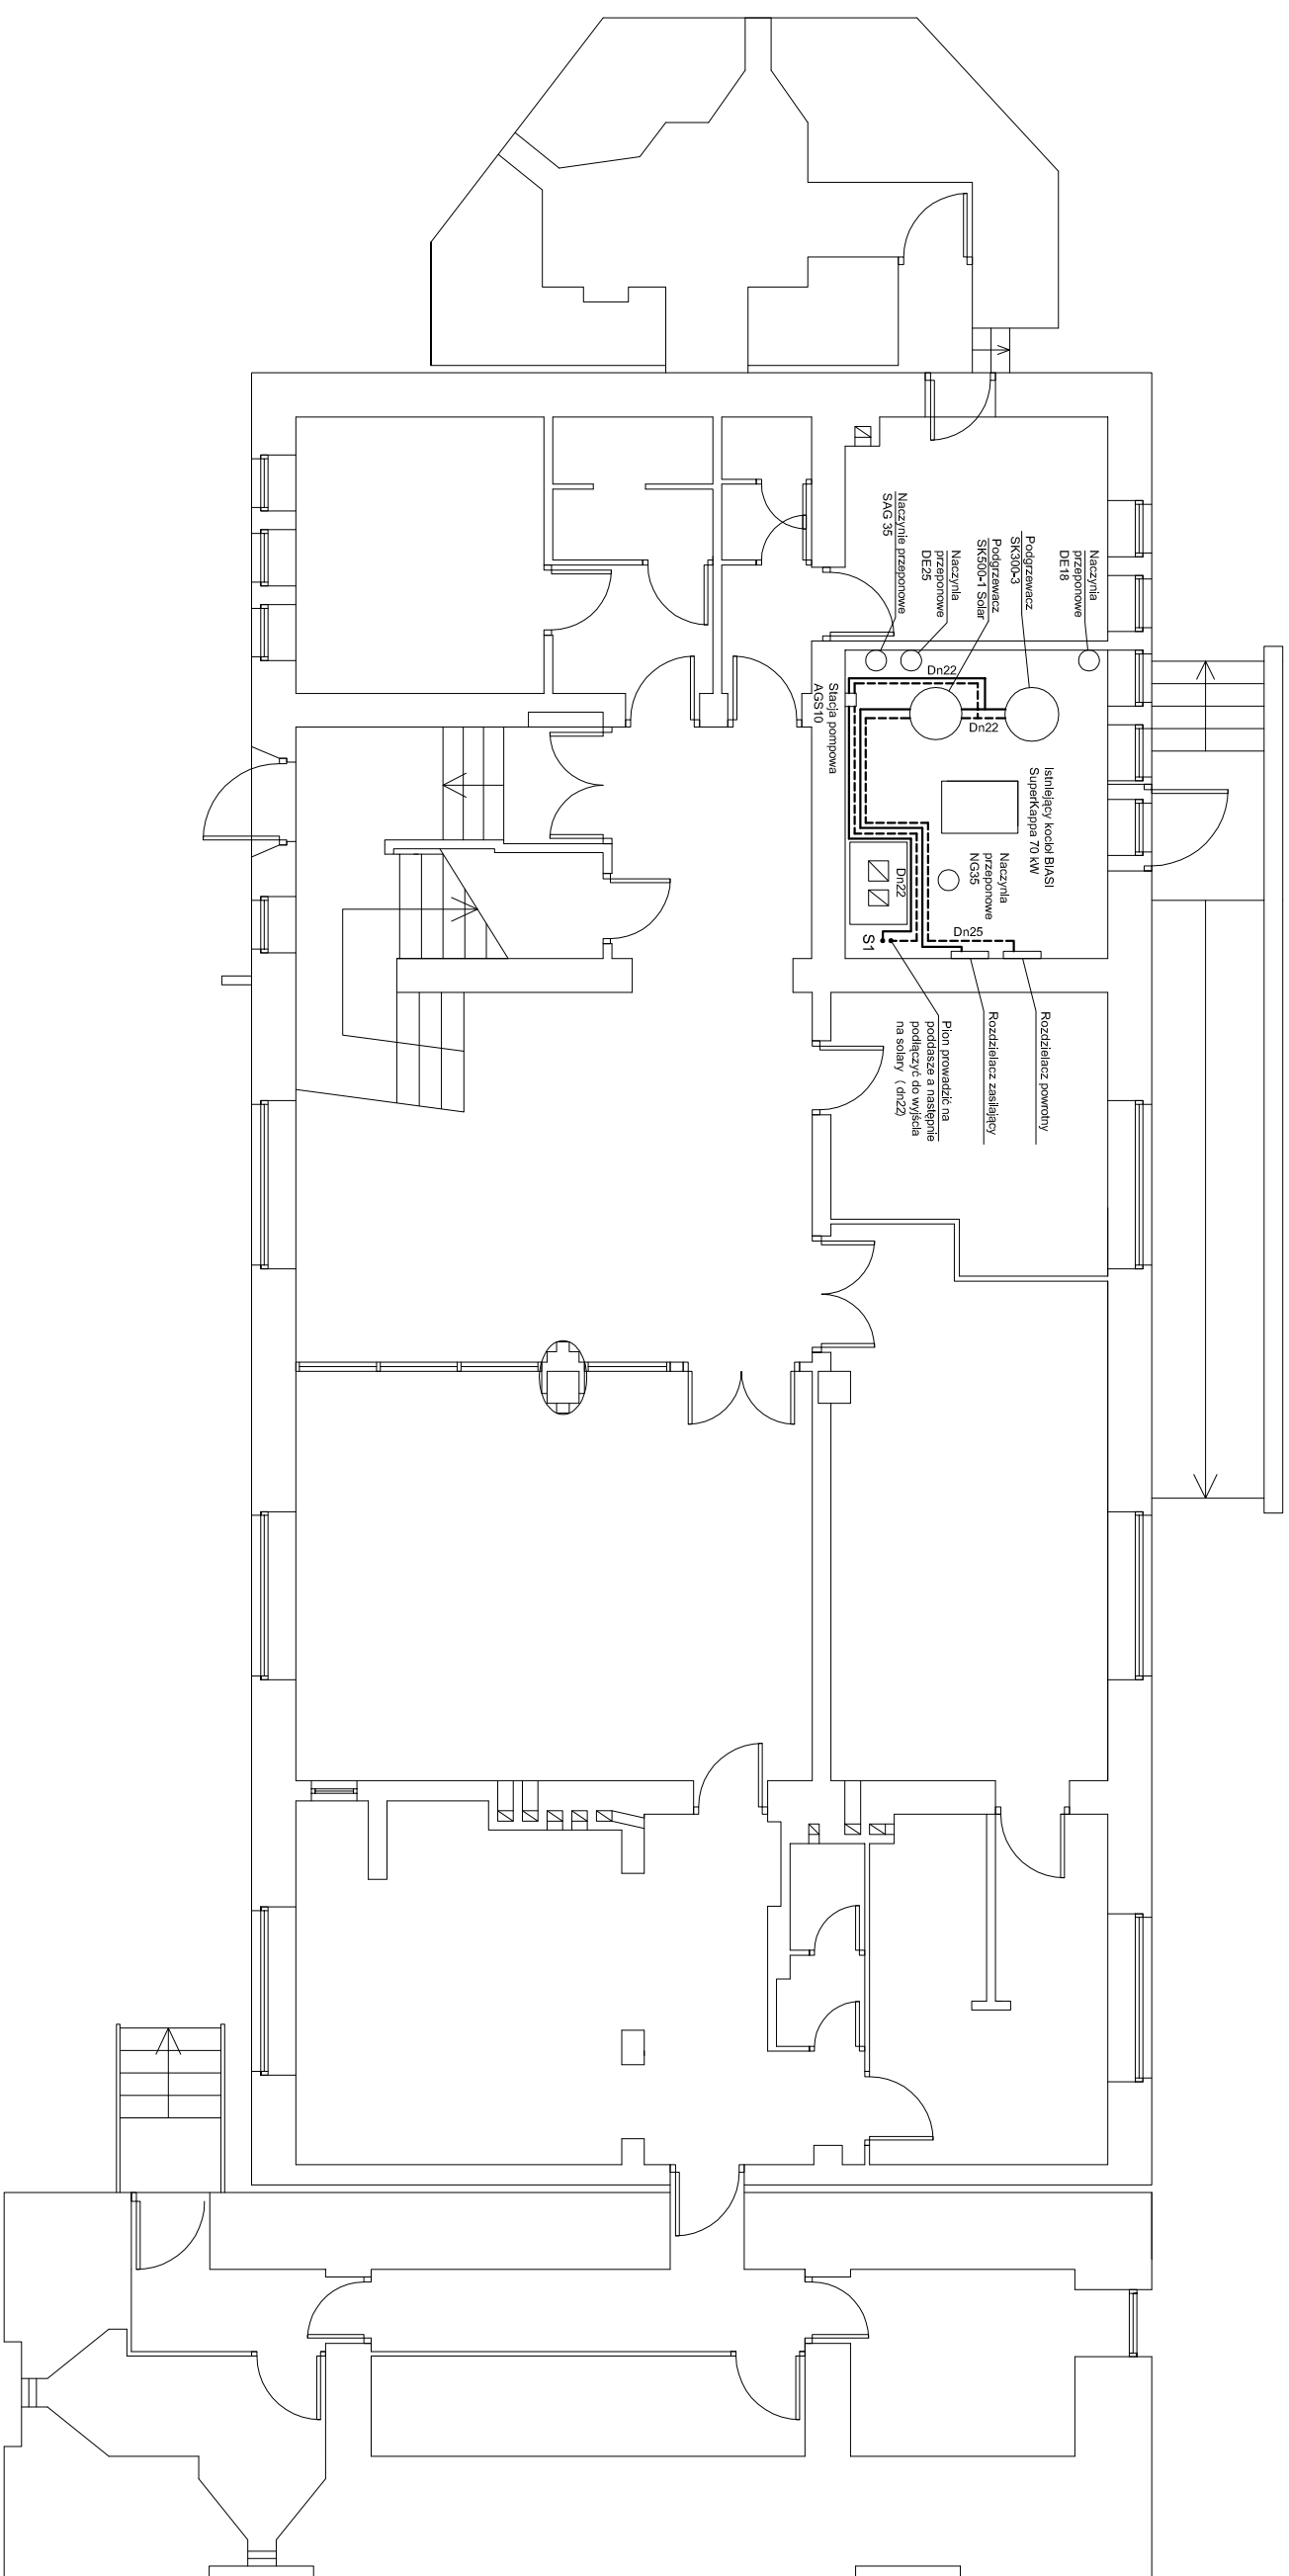 Naczynia
przeponowe
DE18
Podgrzewacz
SK300-3
Podgrzewacz
SK500-1 Solar
Naczynia
przeponowe
DE25
Naczynie przeponowe
SAG 35
Dn22
Dn22
Stacja pompowa
AGS10
Istniejący kocioł BIASI
SuperKappa 70 kW
Naczynia
przeponowe
NG35
Dn22
Dn25
S1
Rozdzielacz powrotny
Rozdzielacz zasilający
Pion prowadzić na
poddasze a następnie
podłączyć do wyjścia
na solary ( dn22)